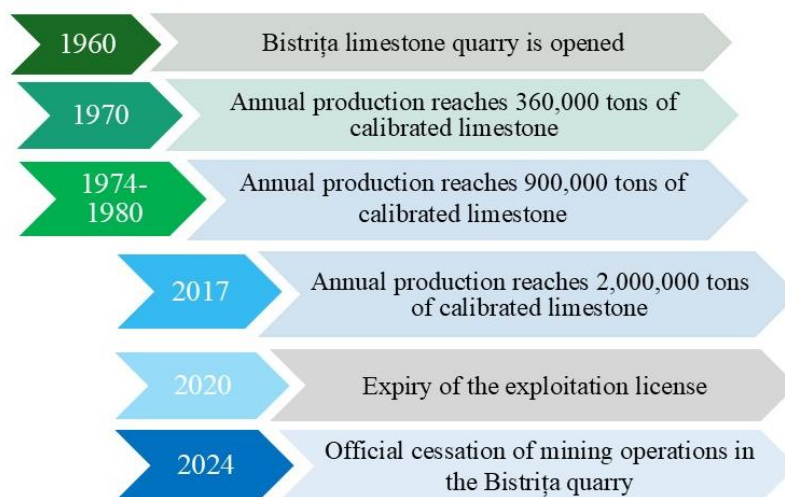 1960
Bistrița limestone quarry is opened
1970
Annual production reaches 360,000 tons of
calibrated limestone
1974-
1980
Annual production reaches 900,000 tons of
calibrated limestone
2017
Annual production reaches 2,000,000 tons
of calibrated limestone
2020
Expiry of the exploitation license
2024
Official cessation of mining operations in
the Bistrița quarry